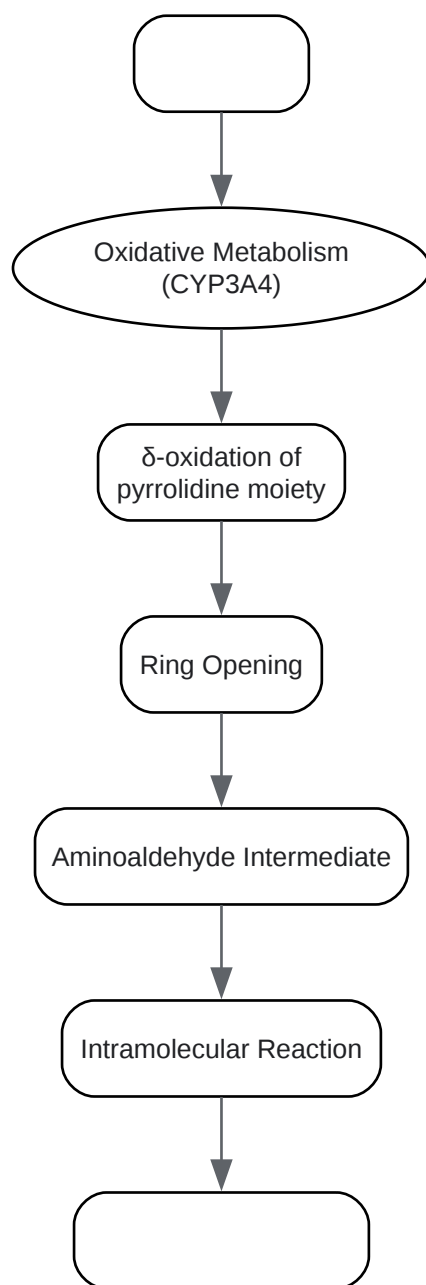 Oxidative Metabolism
(CYP3A4)
δ-oxidation of
pyrrolidine moiety
Ring Opening
Aminoaldehyde Intermediate
Intramolecular Reaction